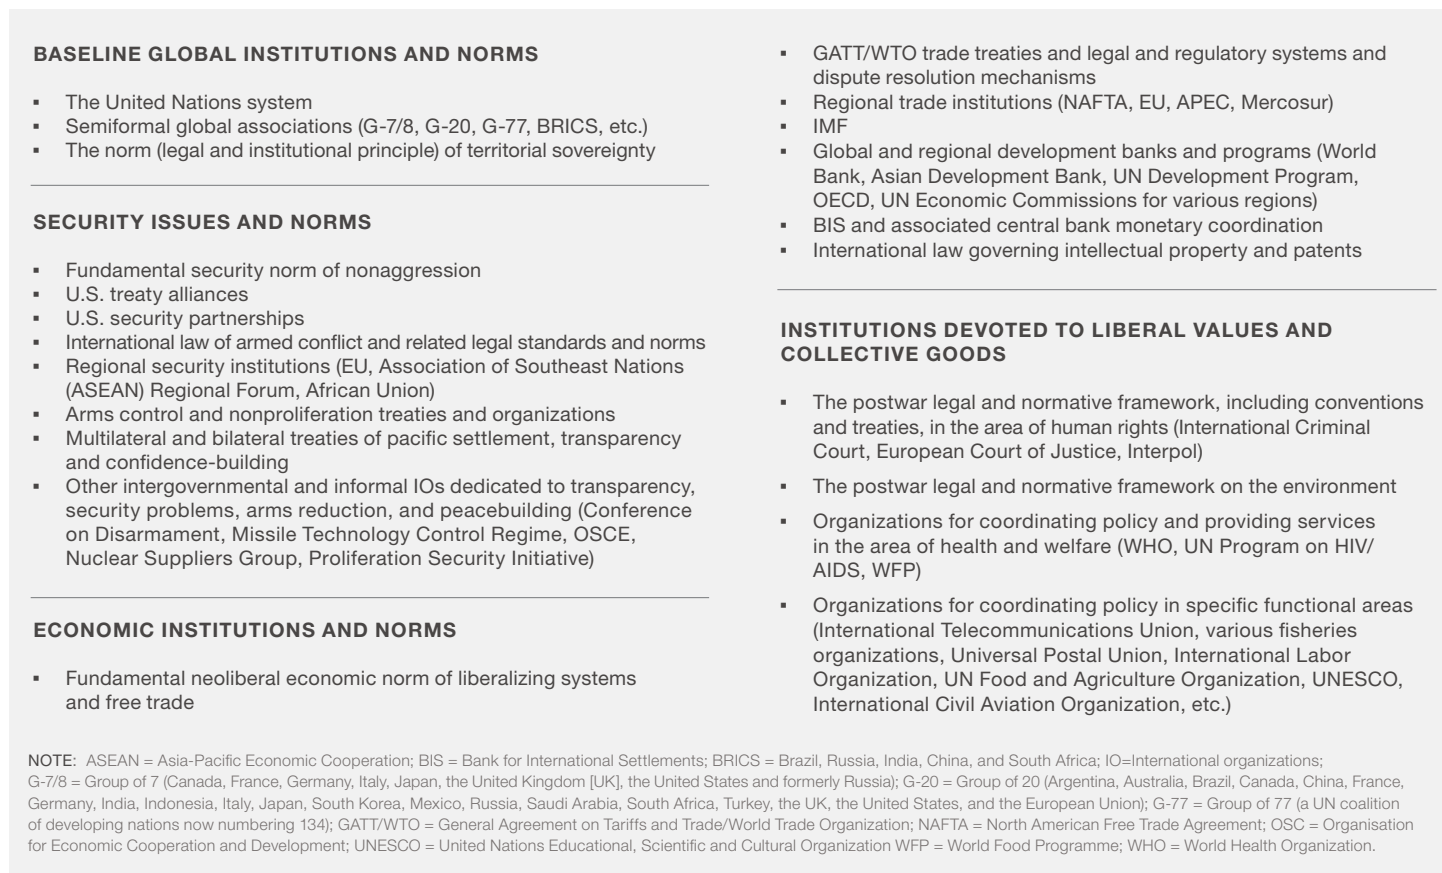 BASELINE GLOBAL INSTITUTIONS AND NORMS
▪ The United Nations system
▪ Semiformal global associations (G-7/8, G-20, G-77, BRICS, etc.)
▪ The norm (legal and institutional principle) of territorial sovereignty
SECURITY ISSUES AND NORMS
▪ Fundamental security norm of nonaggression
▪ U.S. treaty alliances
▪ U.S. security partnerships
▪ International law of armed conflict and related legal standards and norms
▪ Regional security institutions (EU, Association of Southeast Nations
(ASEAN) Regional Forum, African Union)
▪ Arms control and nonproliferation treaties and organizations
▪ Multilateral and bilateral treaties of pacific settlement, transparency
and confidence-building
▪ Other intergovernmental and informal IOs dedicated to transparency,
security problems, arms reduction, and peacebuilding (Conference
on Disarmament, Missile Technology Control Regime, OSCE,
Nuclear Suppliers Group, Proliferation Security Initiative)
ECONOMIC INSTITUTIONS AND NORMS
▪ Fundamental neoliberal economic norm of liberalizing systems
and free trade
▪ GATT/WTO trade treaties and legal and regulatory systems and
dispute resolution mechanisms
▪ Regional trade institutions (NAFTA, EU, APEC, Mercosur)
▪ IMF
▪ Global and regional development banks and programs (World
Bank, Asian Development Bank, UN Development Program,
OECD, UN Economic Commissions for various regions)
▪ BIS and associated central bank monetary coordination
▪ International law governing intellectual property and patents
INSTITUTIONS DEVOTED TO LIBERAL VALUES AND
COLLECTIVE GOODS
▪ The postwar legal and normative framework, including conventions
and treaties, in the area of human rights (International Criminal
Court, European Court of Justice, Interpol)
▪ The postwar legal and normative framework on the environment
▪ Organizations for coordinating policy and providing services
in the area of health and welfare (WHO, UN Program on HIV/
AIDS, WFP)
▪ Organizations for coordinating policy in specific functional areas
(International Telecommunications Union, various fisheries
organizations, Universal Postal Union, International Labor
Organization, UN Food and Agriculture Organization, UNESCO,
International Civil Aviation Organization, etc.)
NOTE: ASEAN = Asia-Pacific Economic Cooperation; BIS = Bank for International Settlements; BRICS = Brazil, Russia, India, China, and South Africa; IO=International organizations;
G-7/8 = Group of 7 (Canada, France, Germany, Italy, Japan, the United Kingdom [UK], the United States and formerly Russia); G-20 = Group of 20 (Argentina, Australia, Brazil, Canada, China, France,
Germany, India, Indonesia, Italy, Japan, South Korea, Mexico, Russia, Saudi Arabia, South Africa, Turkey, the UK, the United States, and the European Union); G-77 = Group of 77 (a UN coalition
of developing nations now numbering 134); GATT/WTO = General Agreement on Tariffs and Trade/World Trade Organization; NAFTA = North American Free Trade Agreement; OSC = Organisation
for Economic Cooperation and Development; UNESCO = United Nations Educational, Scientific and Cultural Organization WFP = World Food Programme; WHO = World Health Organization.